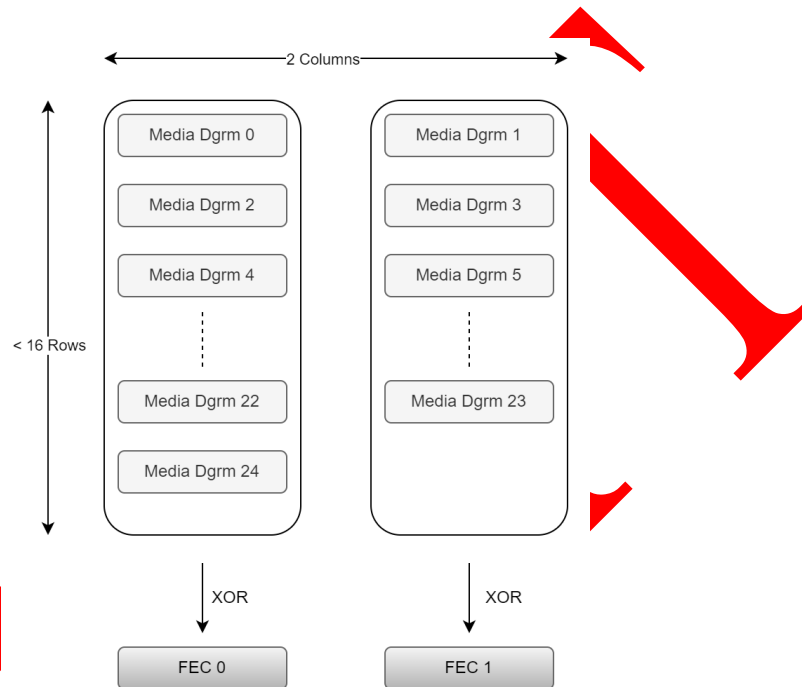 2 Columns
Media Dgrm 0
Media Dgrm 1
Media Dgrm 2
Media Dgrm 3
Media Dgrm 4
Media Dgrm 5
< 16 Rows
Media Dgrm 22
Media Dgrm 23
Media Dgrm 24
XOR
XOR
FEC 0
FEC 1